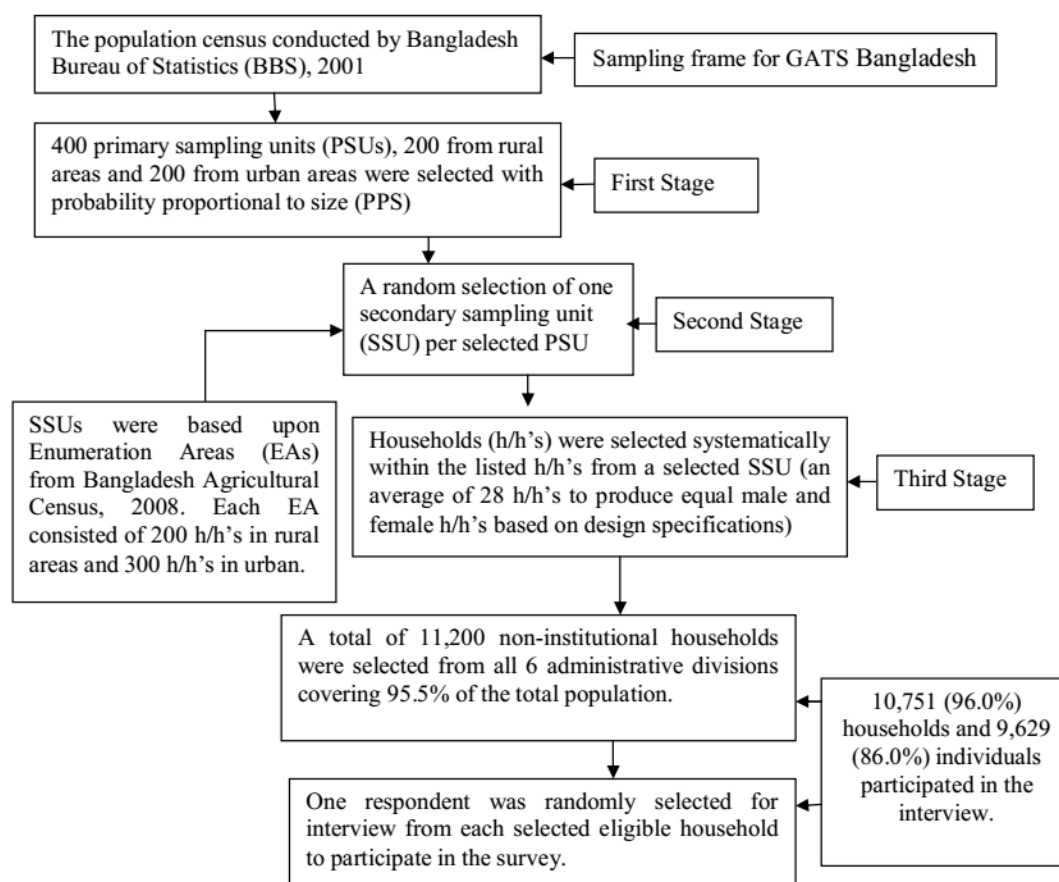 The population census conducted by Bangladesh
Bureau of Statistics (BBS), 2001
Sampling frame for GATS Bangladesh
400 primary sampling units (PSUs), 200 from rural
areas and 200 from urban areas were selected with
probability proportional to size (PPS)
First Stage
A random selection of one
secondary sampling unit
(SSU) per selected PSU
Second Stage
SSUs were based upon
Enumeration Areas (EAs)
from Bangladesh Agricultural
Census, 2008. Each EA
consisted of 200 h/h's in rural
areas and 300 h/h's in urban.
Households (h/h's) were selected systematically
within the listed h/h's from a selected SSU (an
average of 28 h/h's to produce equal male and
female h/h's based on design specifications)
Third Stage
A total of 11,200 non-institutional households
were selected from all 6 administrative divisions
covering 95.5% of the total population.
10,751 (96.0%)
households and 9,629
(86.0%) individuals
participated in the
interview.
One respondent was randomly selected for
interview from each selected eligible household
to participate in the survey.